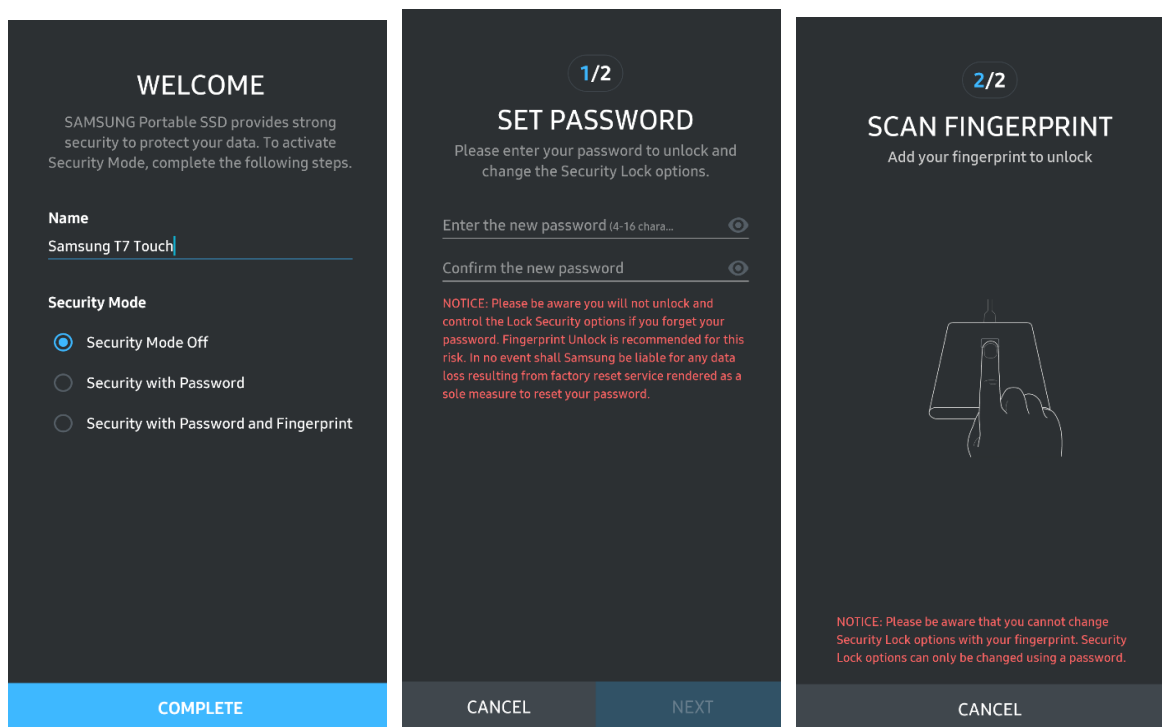 WELCOME
SAMSUNG Portable SSD provides strong
security to protect your data. To activate
Security Mode, complete the following steps.
Name
Samsung T7 Touch
Security Mode
Security Mode Off
Security with Password
Security with Password and Fingerprint
COMPLETE
1/2
SET PASSWORD
Please enter your password to unlock and
change the Security Lock options.
Enter the new password (4-16 chara...
Confirm the new password
NOTICE: Please be aware you will not unlock and
control the Lock Security options if you forget your
password. Fingerprint Unlock is recommended for this
risk. In no event shall Samsung be liable for any data
loss resulting from factory reset service rendered as a
sole measure to reset your password.
CANCEL
NEXT
2/2
SCAN FINGERPRINT
Add your fingerprint to unlock
NOTICE: Please be aware that you cannot change
Security Lock options with your fingerprint. Security
Lock options can only be changed using a password.
CANCEL